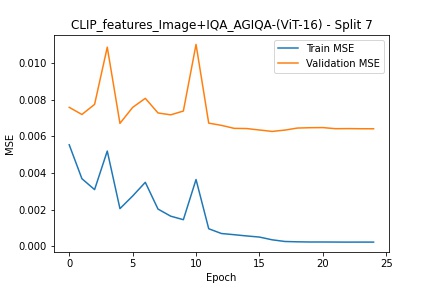 CLIP_features_Image+IQA_AGIQA-(ViT-16) - Split 7
Train MSE
Validation MSE
0.010
0.008
0.006
0.004
0.002
0.000
MSE
0 5 10 15 20 25
Epoch